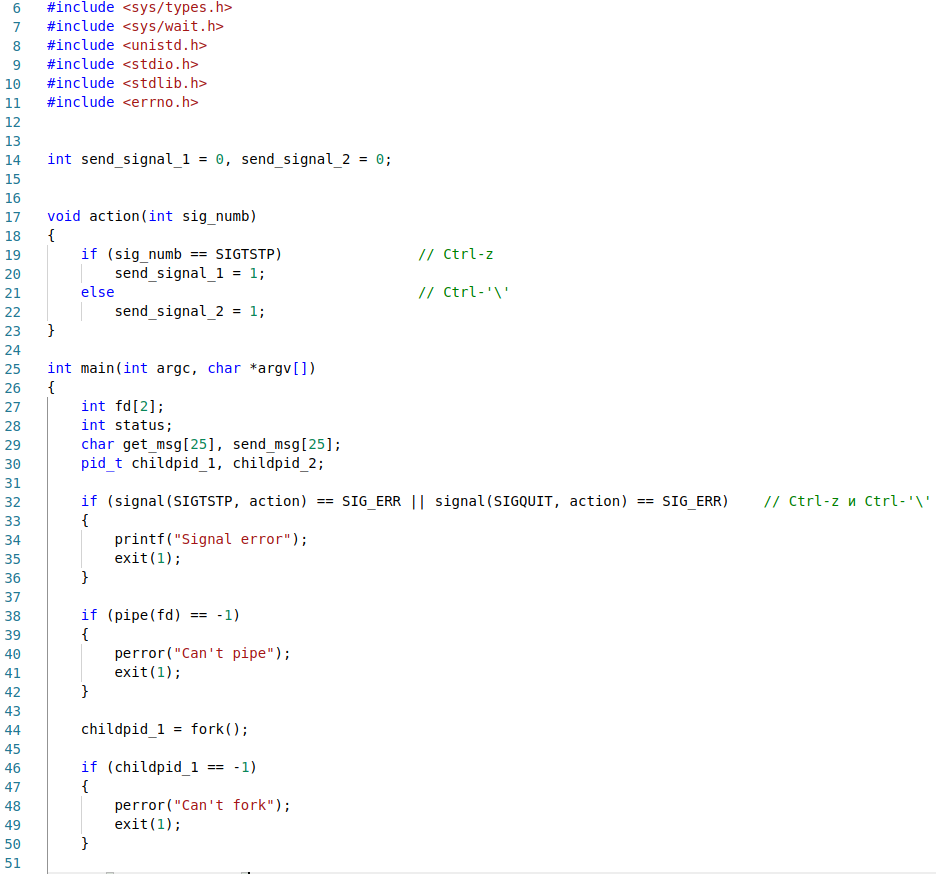 6 #include <sys/types.h>
7 #include <sys/wait.h>
8 #include <unistd.h>
9 #include <stdio.h>
10 #include <stdlib.h>
11 #include <errno.h>
12
13
14 int send_signal_1 = 0, send_signal_2 = 0;
15
16
17 void action(int sig_numb)
18 {
19     if (sig_numb == SIGTSTP)                // Ctrl-z
20         send_signal_1 = 1;
21     else                                    // Ctrl-'\'
22         send_signal_2 = 1;
23 }
24
25 int main(int argc, char *argv[])
26 {
27     int fd[2];
28     int status;
29     char get_msg[25], send_msg[25];
30     pid_t childpid_1, childpid_2;
31
32     if (signal(SIGTSTP, action) == SIG_ERR || signal(SIGQUIT, action) == SIG_ERR)    // Ctrl-z и Ctrl-'\'
33     {
34         printf("Signal error");
35         exit(1);
36     }
37
38     if (pipe(fd) == -1)
39     {
40         perror("Can't pipe");
41         exit(1);
42     }
43
44     childpid_1 = fork();
45
46     if (childpid_1 == -1)
47     {
48         perror("Can't fork");
49         exit(1);
50     }
51